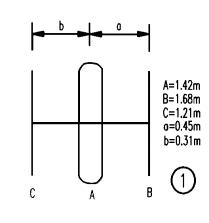 b a
A=1.42m
B=1.68m
C=1.21m
a=0.45m
b=0.31m
C A B
1